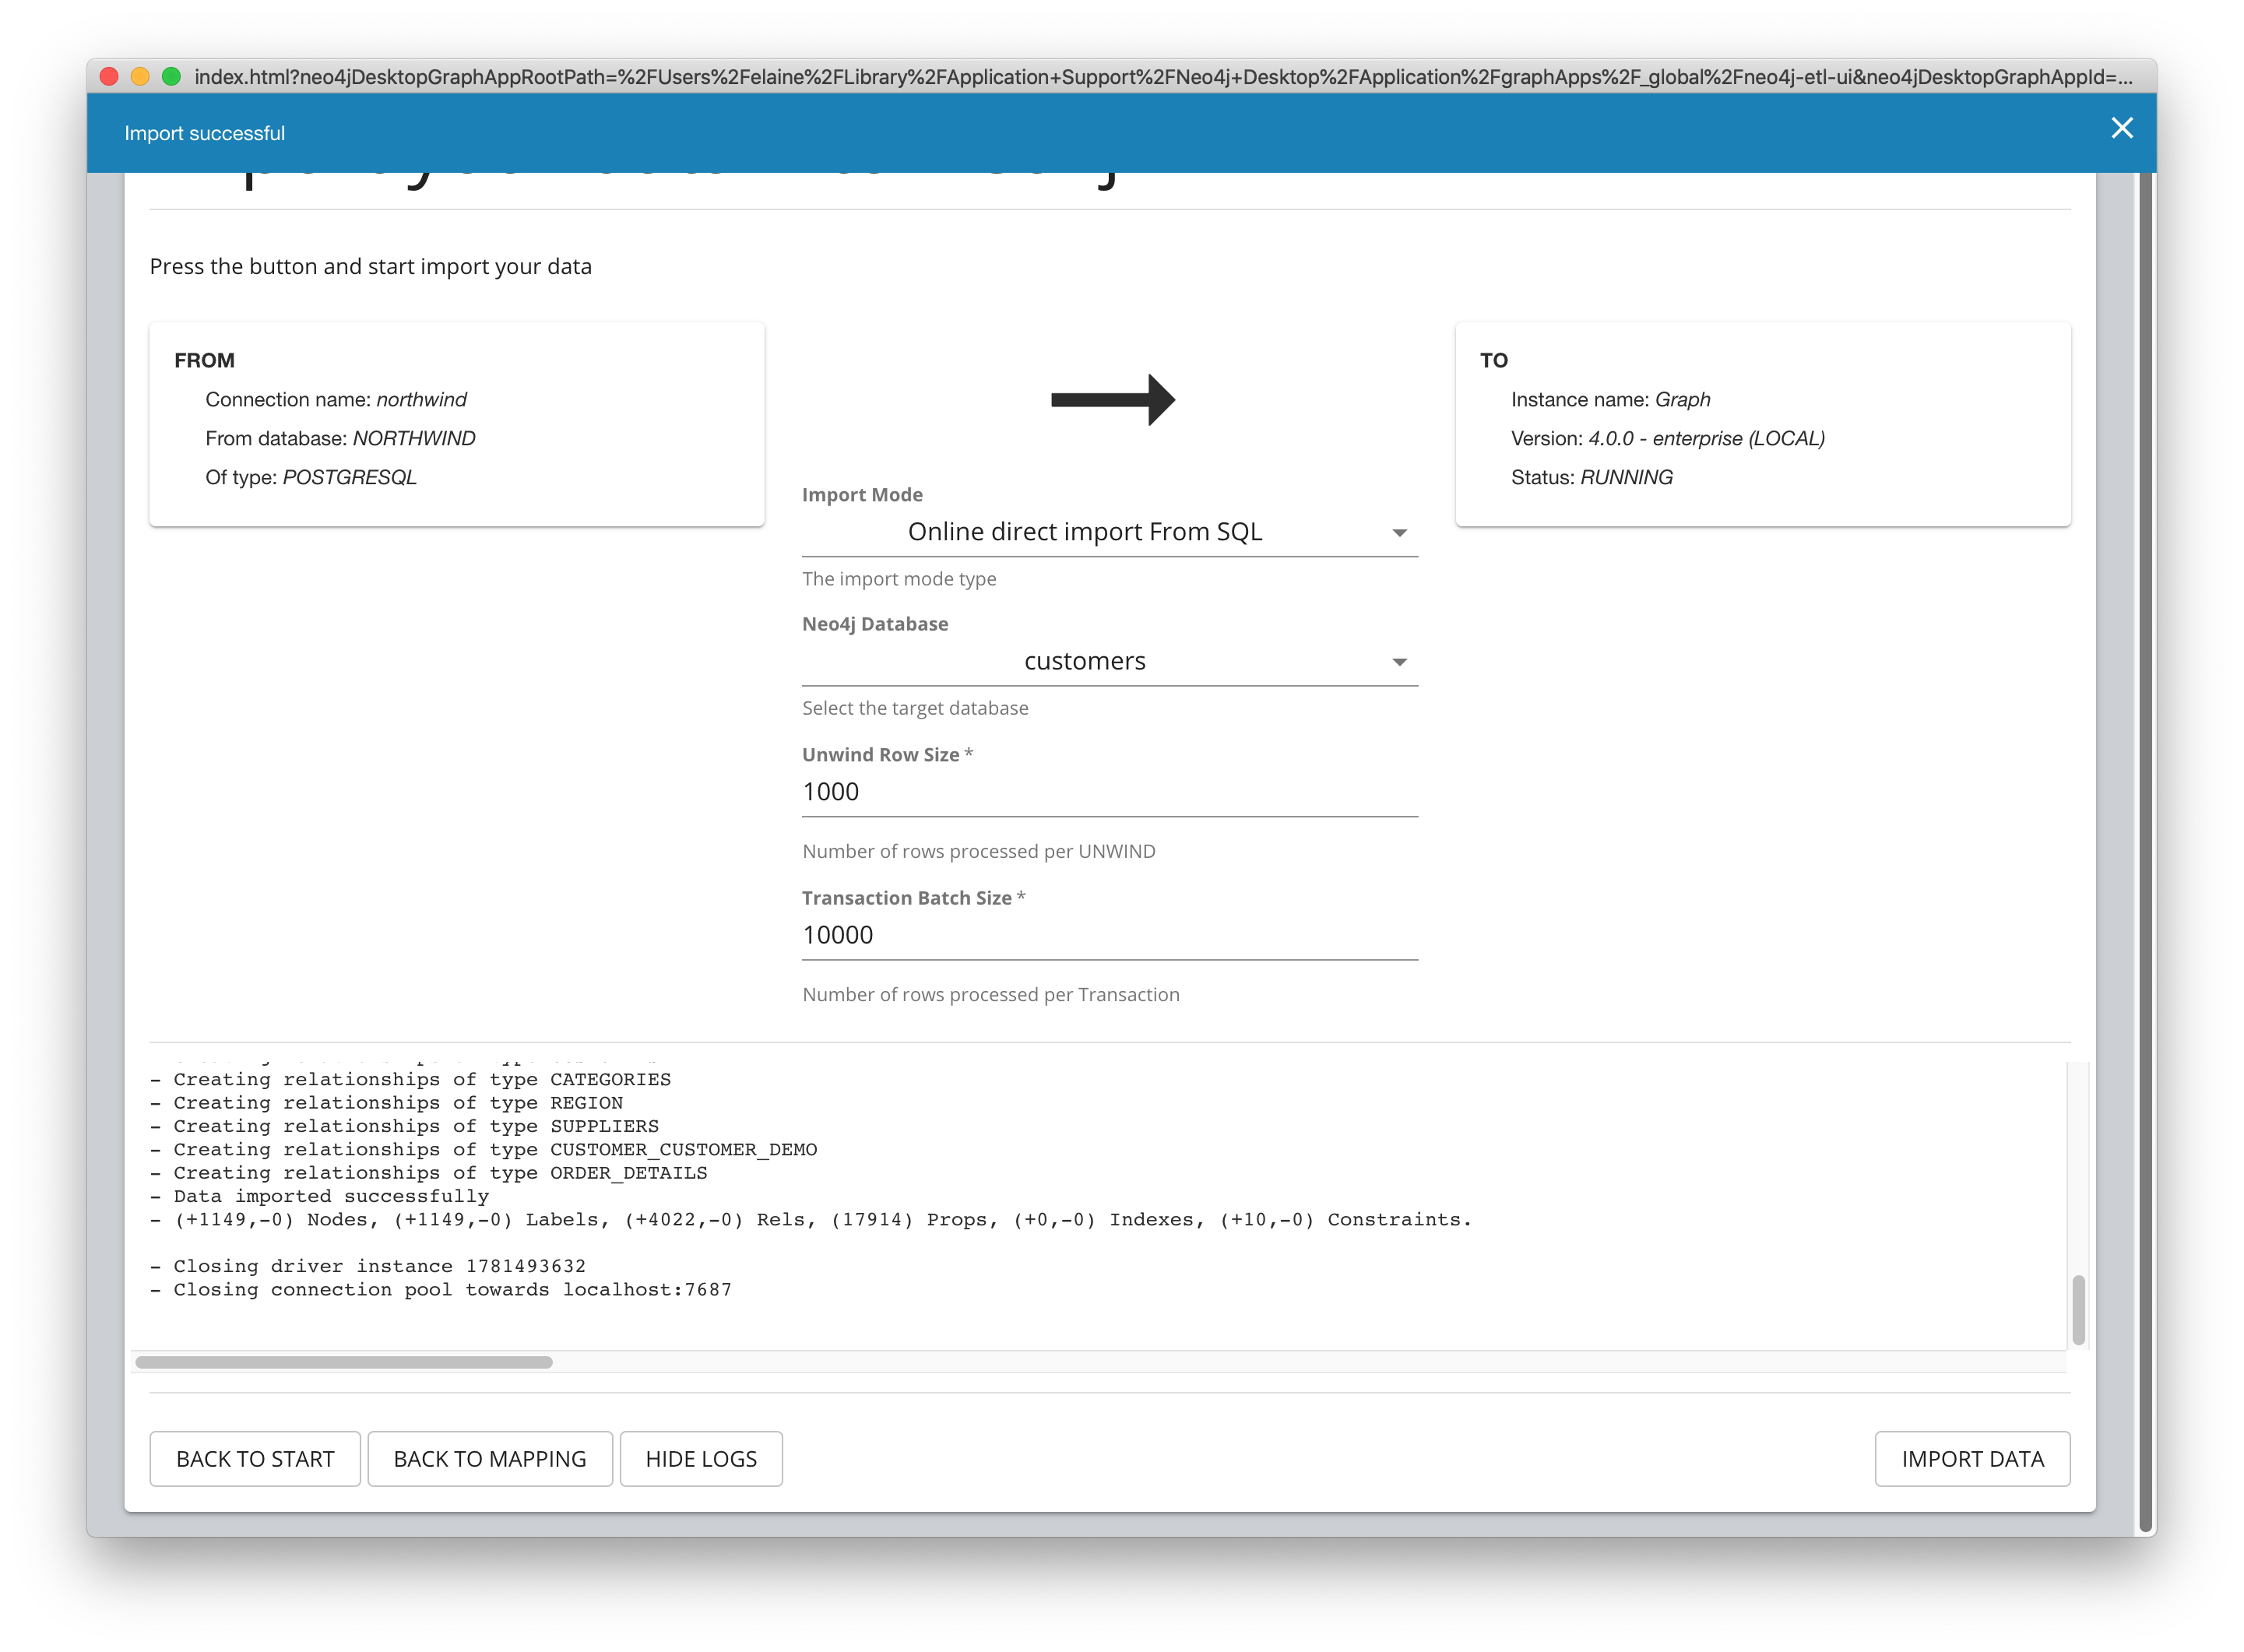 index.html?neo4jDesktopGraphAppRootPath=%2FUsers%2Felaine%2FLibrary%2FApplication+Support%2FNeo4j+Desktop%2FApplication%2FgraphApps%2F_global%2Fneo4j-etl-ui&neo4jDesktopGraphAppId=...
Import successful
Press the button and start import your data
FROM
Connection name: northwind
From database: NORTHWIND
Of type: POSTGRESQL
TO
Instance name: Graph
Version: 4.0.0 - enterprise (LOCAL)
Status: RUNNING
Import Mode
Online direct import From SQL
The import mode type
Neo4j Database
customers
Select the target database
Unwind Row Size *
1000
Number of rows processed per UNWIND
Transaction Batch Size *
10000
Number of rows processed per Transaction
- Creating relationships of type CATEGORIES
- Creating relationships of type REGION
- Creating relationships of type SUPPLIERS
- Creating relationships of type CUSTOMER_CUSTOMER_DEMO
- Creating relationships of type ORDER_DETAILS
- Data imported successfully
- (+1149,-0) Nodes, (+1149,-0) Labels, (+4022,-0) Rels, (17914) Props, (+0,-0) Indexes, (+10,-0) Constraints.
- Closing driver instance 1781493632
- Closing connection pool towards localhost:7687
BACK TO START
BACK TO MAPPING
HIDE LOGS
IMPORT DATA